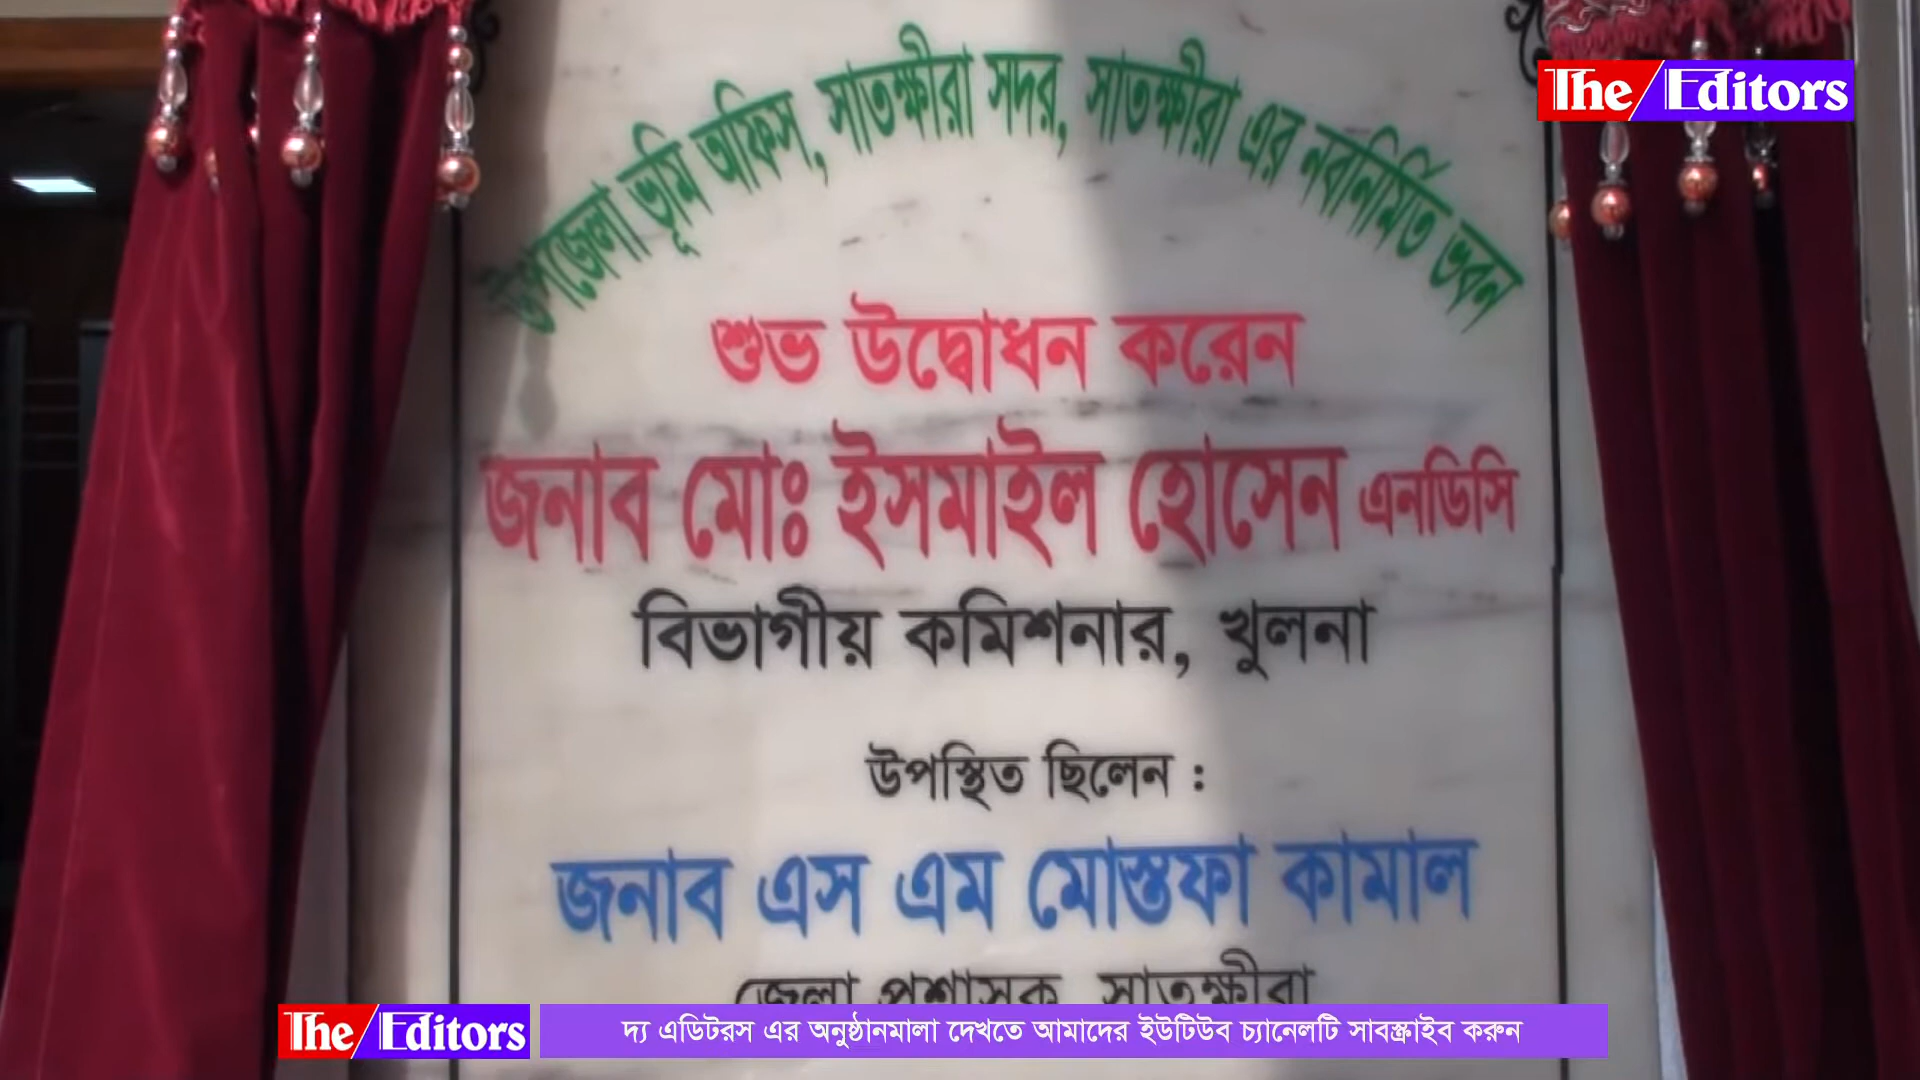 The/Editors
উপজেলা ভূমি অফিস, সাতক্ষীরা সদর, সাতক্ষীরা এর নবনির্মিত ভবন
শুভ উদ্বোধন করেন
জনাব মোঃ ইসমাইল হোসেন এনডিসি
বিভাগীয় কমিশনার, খুলনা
উপস্থিত ছিলেন :
জনাব এস এম মোস্তফা কামাল
জেলা প্রশাসক, সাতক্ষীরা
The/Editors
দ্য এডিটরস এর অনুষ্ঠানমালা দেখতে আমাদের ইউটিউব চ্যানেলটি সাবস্ক্রাইব করুন